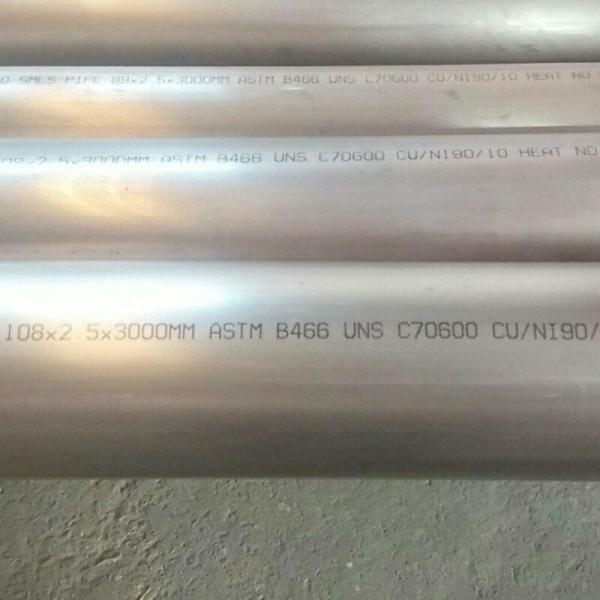 SMLS PIPE 89x2.5x3000MM ASTM B466 UNS C70600 CU/NI90/10 HEAT NO
108x2.5x3000MM ASTM B466 UNS C70600 CU/NI90/10 HEAT NO
108x2.5x3000MM ASTM B466 UNS C70600 CU/NI90/